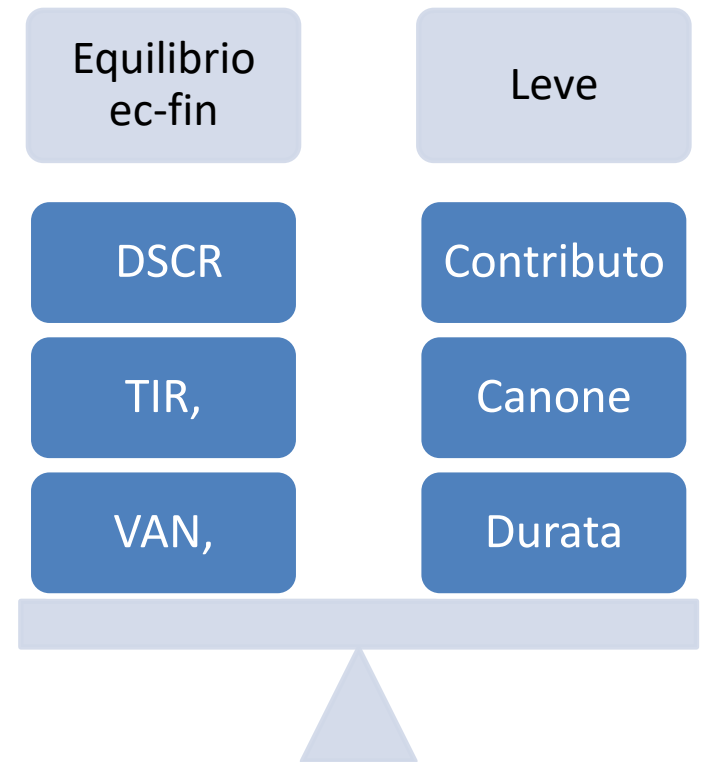 Equilibrio
ec-fin
Leve
DSCR
Contributo
TIR,
Canone
VAN,
Durata